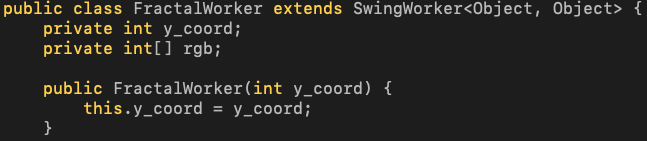 public class FractalWorker extends SwingWorker<Object, Object> {
    private int y_coord;
    private int[] rgb;

    public FractalWorker(int y_coord) {
        this.y_coord = y_coord;
    }